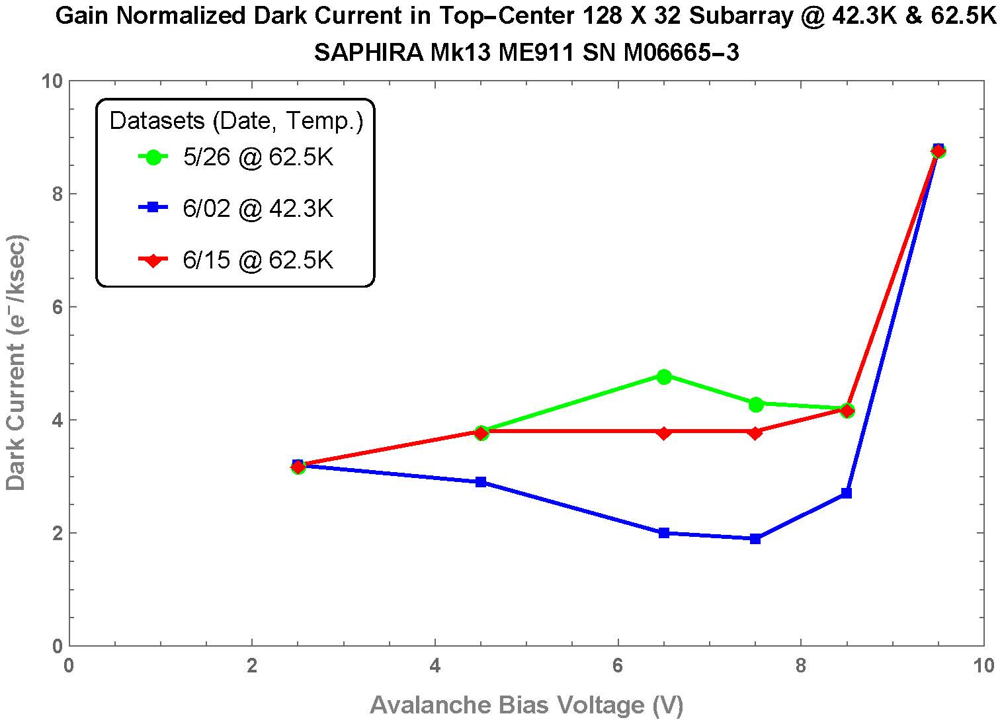 Gain Normalized Dark Current in Top−Center 128 X 32 Subarray @ 42.3K & 62.5K
SAPHIRA Mk13 ME911 SN M06665−3
Datasets (Date, Temp.)
5/26 @ 62.5K
6/02 @ 42.3K
6/15 @ 62.5K
Dark Current (e⁻/ksec)
10
8
6
4
2
0
0 2 4 6 8 10
Avalanche Bias Voltage (V)